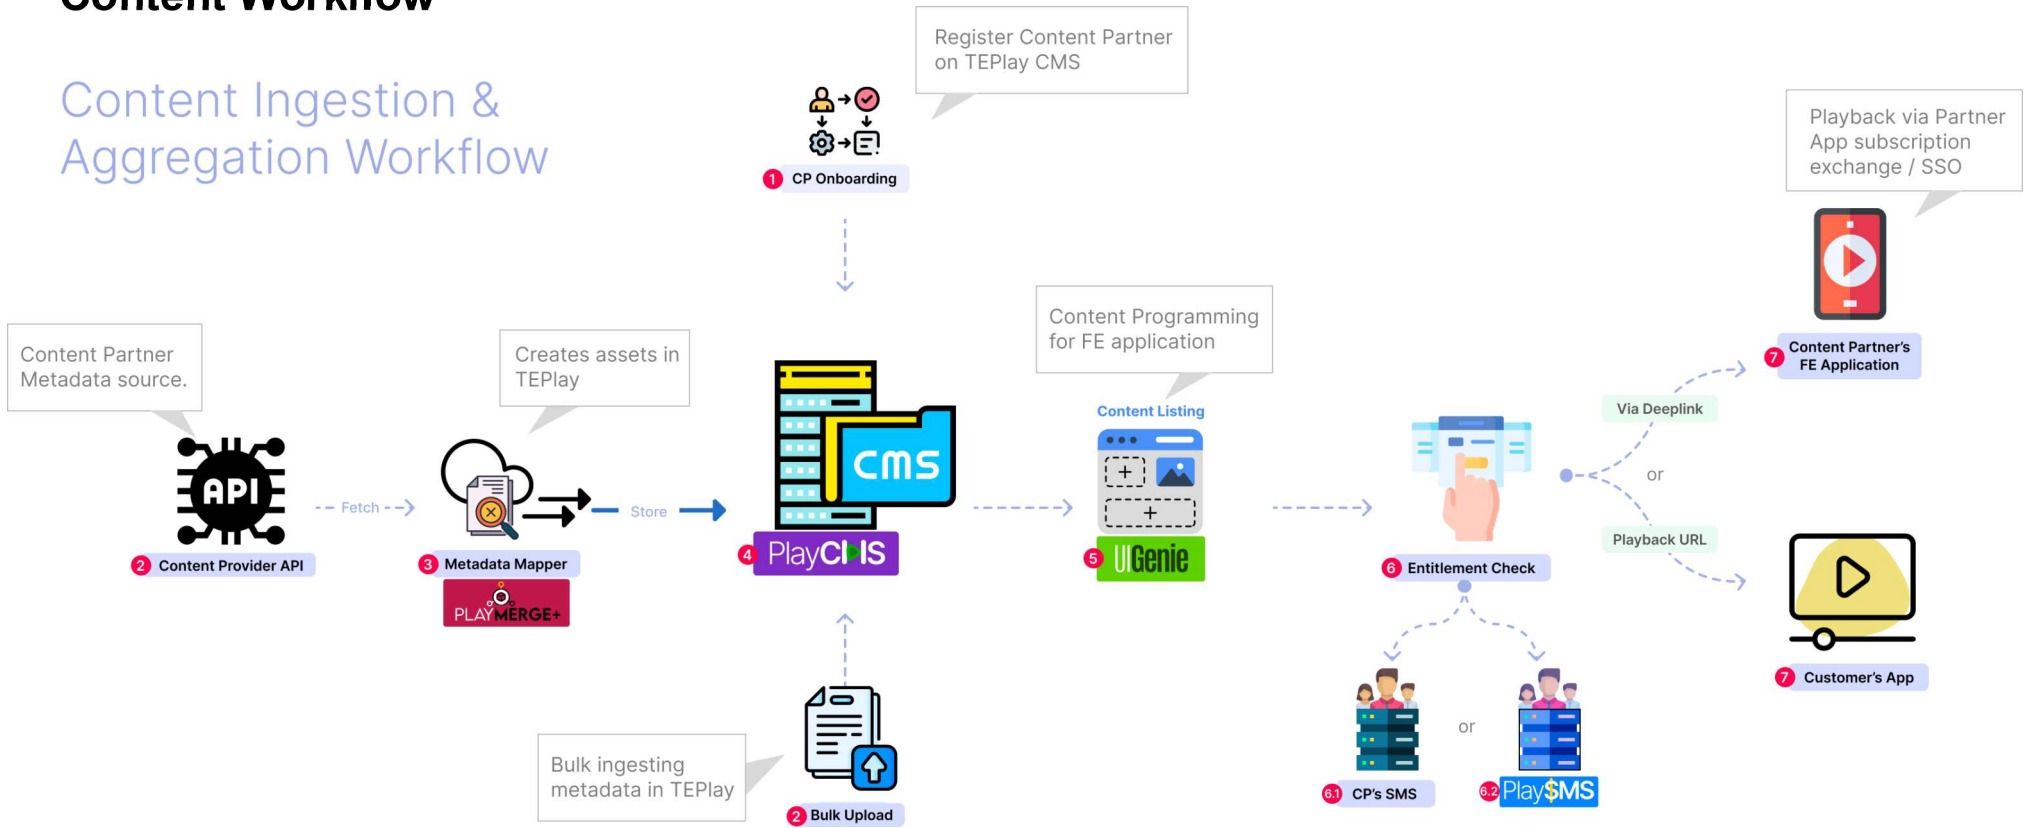 Content Workflow
Content Ingestion &
Aggregation Workflow
Register Content Partner
on TEPlay CMS
1 CP Onboarding
Playback via Partner
App subscription
exchange / SSO
Content Partner
Metadata source.
Creates assets in
TEPlay
Content Programming
for FE application
7 Content Partner's
FE Application
Content Listing
Via Deeplink
or
Playback URL
API
Fetch
Store
CMS
2 Content Provider API
3 Metadada Mapper
PLAYMERGE+
4 PlayCMS
5 UIGenie
6 Entitlement Check
7 Customer's App
Bulk ingesting
metadata in TEPlay
2 Bulk Upload
or
6.1 CP's SMS
6.2 Play$MS